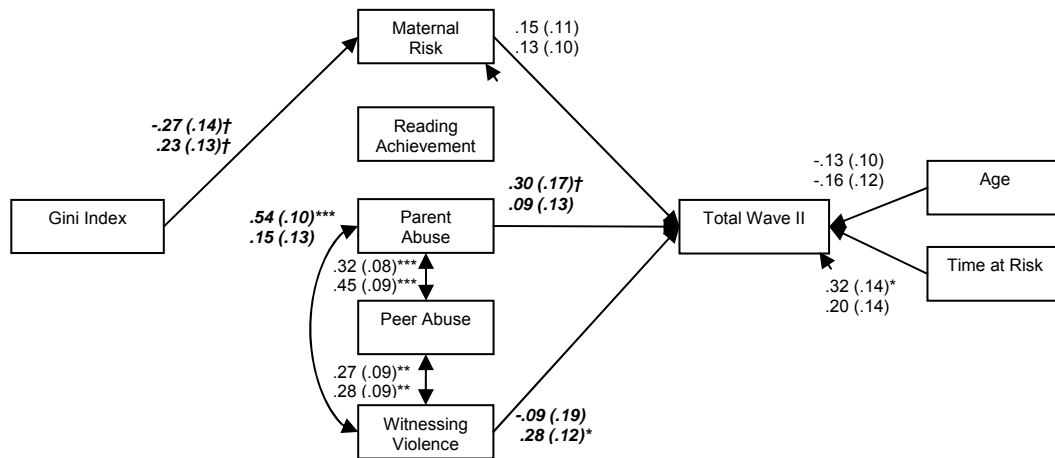 Maternal
Risk
.15 (.11)
.13 (.10)
Reading
Achievement
-.27 (.14)†
.23 (.13)†
Gini Index
.54 (.10)***
.15 (.13)
Parent
Abuse
.30 (.17)†
.09 (.13)
Total Wave II
-.13 (.10)
-.16 (.12)
Age
.32 (.08)***
.45 (.09)***
Time at Risk
.32 (.14)*
.20 (.14)
Peer Abuse
.27 (.09)**
.28 (.09)**
Witnessing
Violence
-.09 (.19)
.28 (.12)*